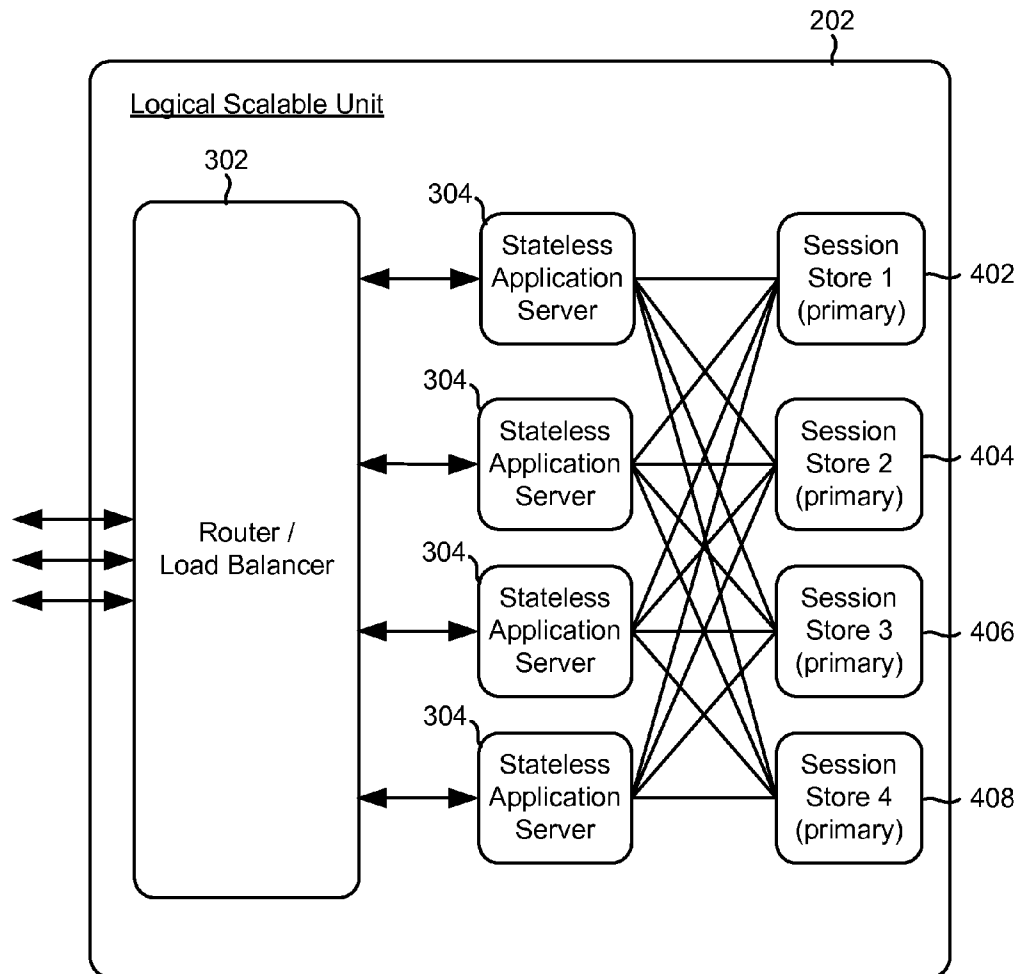 202
Logical Scalable Unit
302
Router /
Load Balancer
304
Stateless
Application
Server
304
Stateless
Application
Server
304
Stateless
Application
Server
304
Stateless
Application
Server
Session
Store 1
(primary)
402
Session
Store 2
(primary)
404
Session
Store 3
(primary)
406
Session
Store 4
(primary)
408